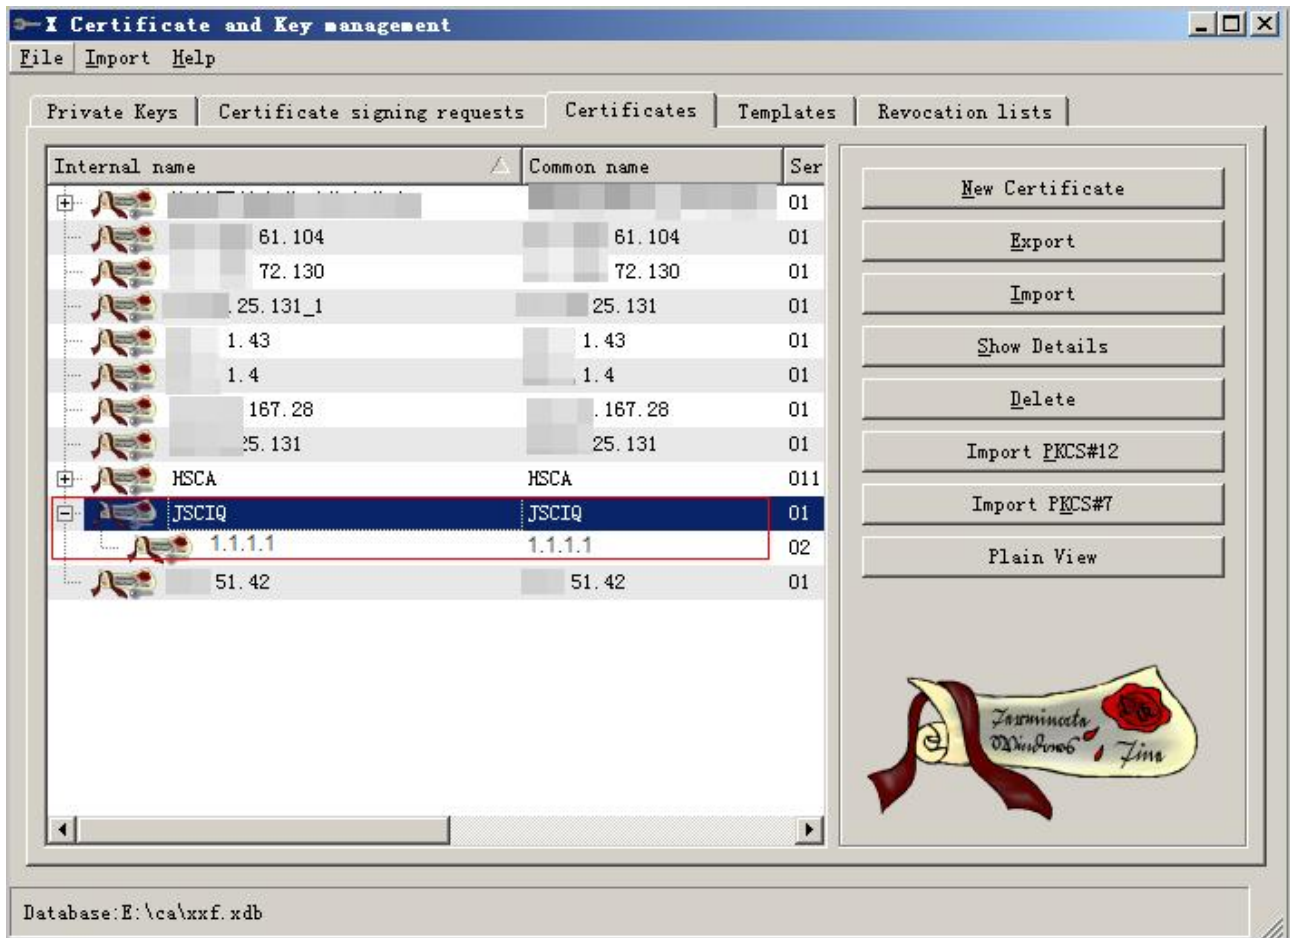 X Certificate and Key management
File Import Help
Private Keys Certificate signing requests Certificates Templates Revocation lists
Internal name Common name Ser
01
61.104 61.104 01
72.130 72.130 01
.25.131_1 25.131 01
1.43 1.43 01
1.4 1.4 01
167.28 .167.28 01
25.131 25.131 01
HSCA HSCA 011
JSCIQ JSCIQ 01
1.1.1.1 1.1.1.1 02
51.42 51.42 01
New Certificate
Export
Import
Show Details
Delete
Import PKCS#12
Import PKCS#7
Plain View
Windows
Database:E:\ca\xxf.xdb